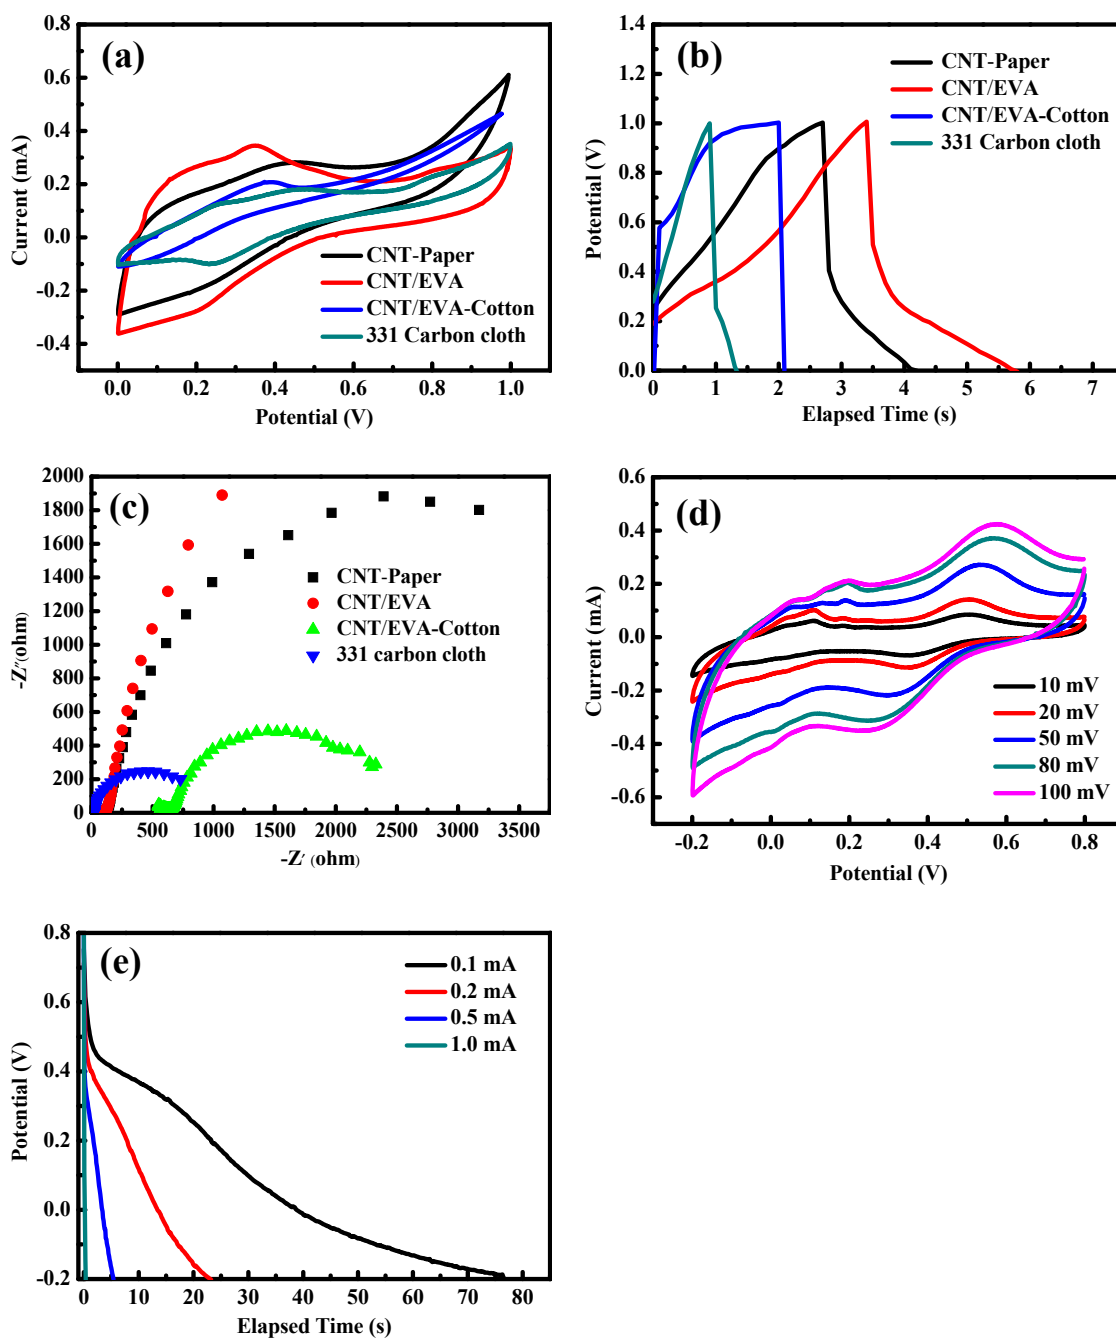 (a)
0.8
0.6
0.4
0.2
0.0
-0.2
-0.4
Current (mA)
CNT-Paper
CNT/EVA
CNT/EVA-Cotton
331 Carbon cloth
0.0 0.2 0.4 0.6 0.8 1.0
Potential (V)
(b)
1.4
1.2
1.0
0.8
0.6
0.4
0.2
0.0
Potential (V)
CNT-Paper
CNT/EVA
CNT/EVA-Cotton
331 Carbon cloth
0 1 2 3 4 5 6 7
Elapsed Time (s)
(c)
2000
1800
1600
1400
1200
1000
800
600
400
200
0
-Z''(ohm)
CNT-Paper
CNT/EVA
CNT/EVA-Cotton
331 carbon cloth
0 500 1000 1500 2000 2500 3000 3500
-Z' (ohm)
(d)
0.6
0.4
0.2
0.0
-0.2
-0.4
-0.6
Current (mA)
10 mV
20 mV
50 mV
80 mV
100 mV
-0.2 0.0 0.2 0.4 0.6 0.8
Potential (V)
(e)
0.8
0.6
0.4
0.2
0.0
-0.2
Potential (V)
0.1 mA
0.2 mA
0.5 mA
1.0 mA
0 10 20 30 40 50 60 70 80
Elapsed Time (s)